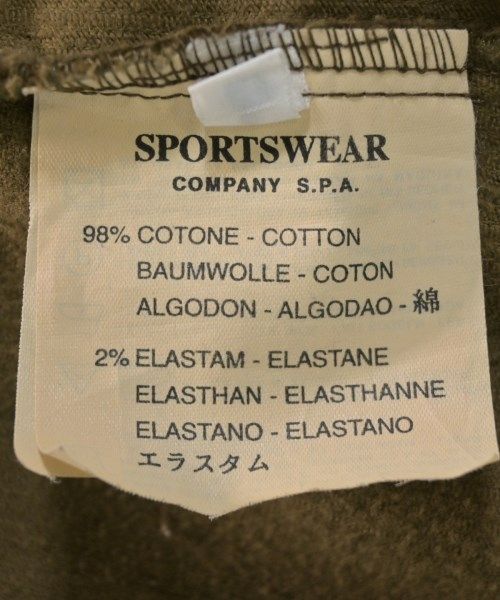 SPORTSWEAR
COMPANY S.P.A.
98% COTONE - COTTON
BAUMWOLLE - COTON
ALGODON - ALGODAO - 綿
2% ELASTAM - ELASTANE
ELASTHAN - ELASTHANNE
ELASTANO - ELASTANO
エラスタム